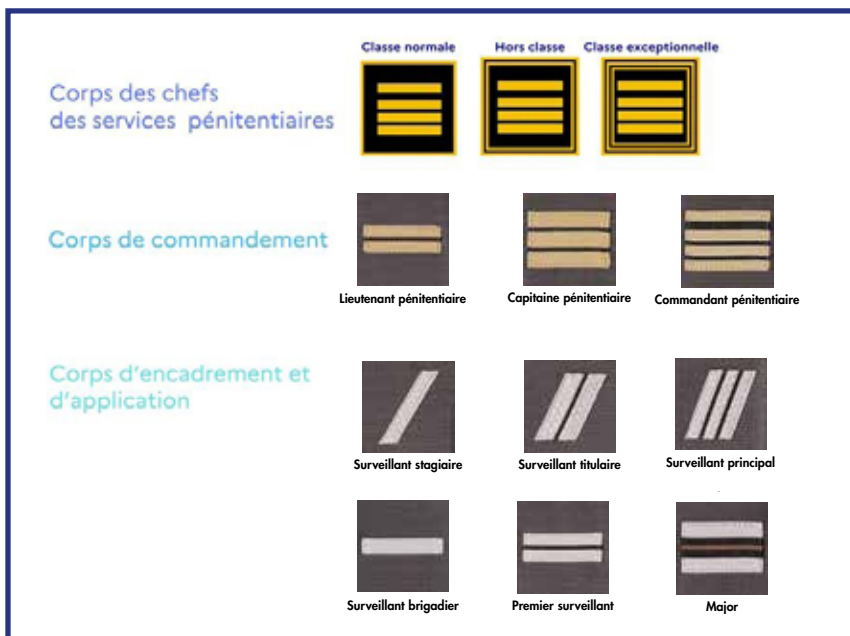 Classe normale Hors classe Classe exceptionnelle
Corps des chefs
des services pénitentiaires
Corps de commandement
Lieutenant pénitentiaire Capitaine pénitentiaire Commandant pénitentiaire
Corps d'encadrement et
d'application
Surveillant stagiaire Surveillant titulaire Surveillant principal
Surveillant brigadier Premier surveillant Major